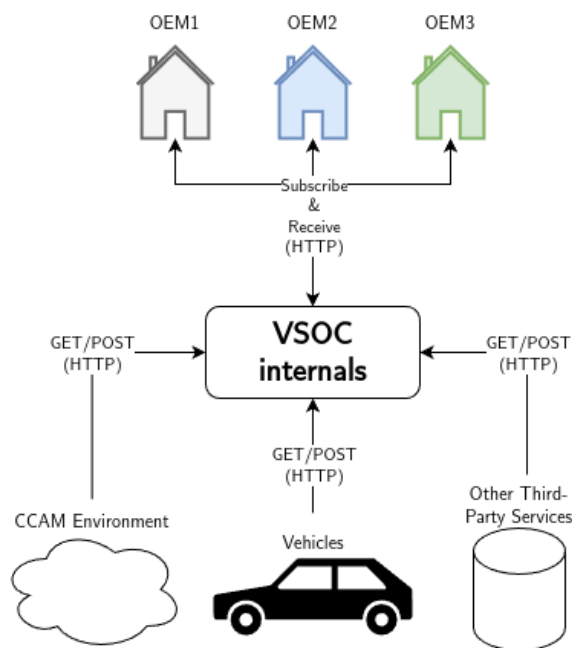 OEM1
OEM2
OEM3
Subscribe
&
Receive
(HTTP)
GET/POST
(HTTP)
VSOC
internals
GET/POST
(HTTP)
GET/POST
(HTTP)
CCAM Environment
Vehicles
Other Third-
Party Services